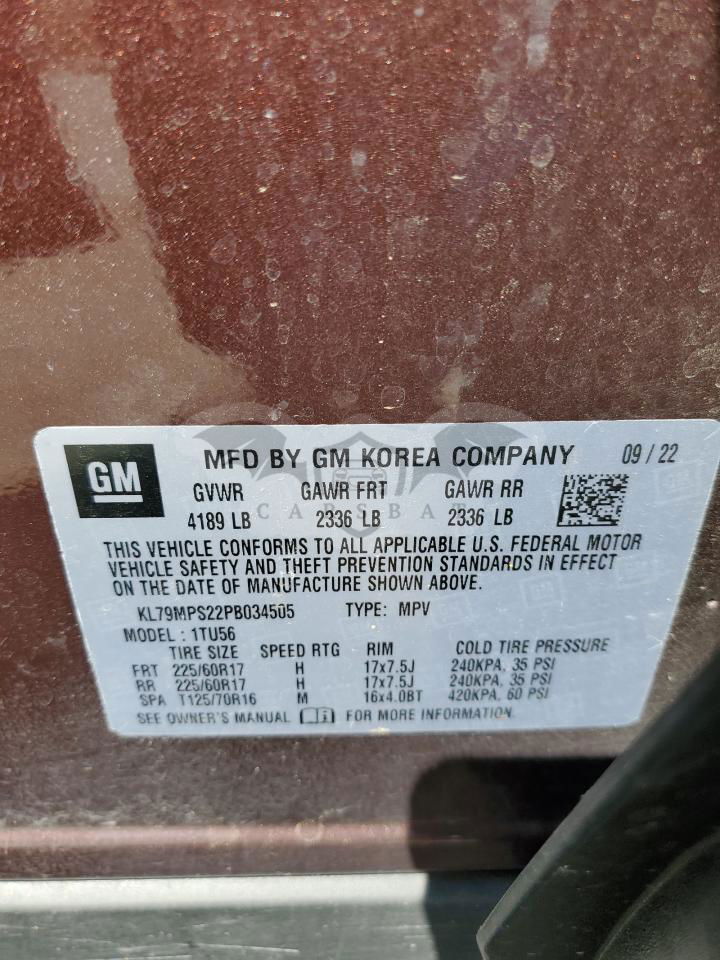 GM MFD BY GM KOREA COMPANY 09/22
GVWR GAWR FRT GAWR RR
4189 LB 2336 LB 2336 LB
CARSBAT
THIS VEHICLE CONFORMS TO ALL APPLICABLE U.S. FEDERAL MOTOR
VEHICLE SAFETY AND THEFT PREVENTION STANDARDS IN EFFECT
ON THE DATE OF MANUFACTURE SHOWN ABOVE.
KL79MPS22PB034505 TYPE: MPV
MODEL : 1TU56
TIRE SIZE SPEED RTG RIM COLD TIRE PRESSURE
FRT 225/60R17 H 17x7.5J 240KPA, 35 PSI
RR 225/60R17 H 17x7.5J 240KPA, 35 PSI
SPA T125/70R16 M 16x4.0BT 420KPA, 60 PSI
SEE OWNER'S MANUAL FOR MORE INFORMATION.